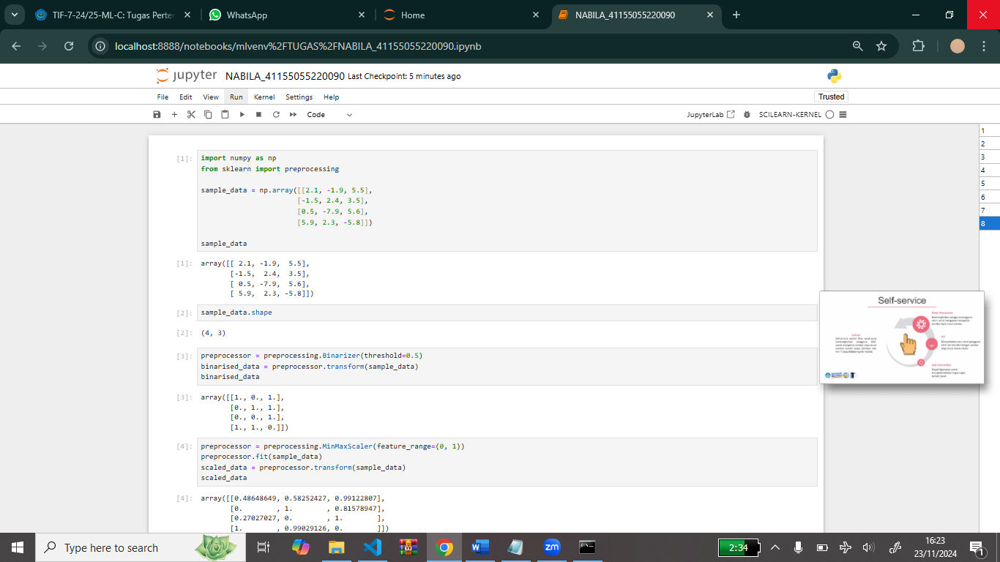 TIF-7-24/25-ML-C: Tugas Perter
WhatsApp
Home
NABILA_41155055220090
localhost:8888/notebooks/mlvenv%2FTUGAS%2FNABILA_41155055220090.ipynb
jupyter NABILA_41155055220090 Last Checkpoint: 5 minutes ago
File Edit View Run Kernel Settings Help
Trusted
Code
JupyterLab
SCILEARN-KERNEL
1
2
3
4
5
6
7
8
[1]: import numpy as np
from sklearn import preprocessing
sample_data = np.array([[2.1, -1.9, 5.5],
[-1.5, 2.4, 3.5],
[0.5, -7.9, 5.6],
[5.9, 2.3, -5.8]])
sample_data
[1]: array([[ 2.1, -1.9,  5.5],
[-1.5,  2.4,  3.5],
[ 0.5, -7.9,  5.6],
[ 5.9,  2.3, -5.8]])
[2]: sample_data.shape
[2]: (4, 3)
[3]: preprocessor = preprocessing.Binarizer(threshold=0.5)
binarised_data = preprocessor.transform(sample_data)
binarised_data
[3]: array([[1., 0., 1.],
[0., 1., 1.],
[0., 0., 1.],
[1., 1., 0.]])
[4]: preprocessor = preprocessing.MinMaxScaler(feature_range=(0, 1))
preprocessor.fit(sample_data)
scaled_data = preprocessor.transform(sample_data)
scaled_data
[4]: array([[0.48648649, 0.58252427, 0.99122807],
[0.        , 1.        , 0.81578947],
[0.27027027, 0.        , 1.        ],
[1.        , 0.99029126, 0.        ]])
Self-service
Type here to search
2:34
16:23
23/11/2024
1